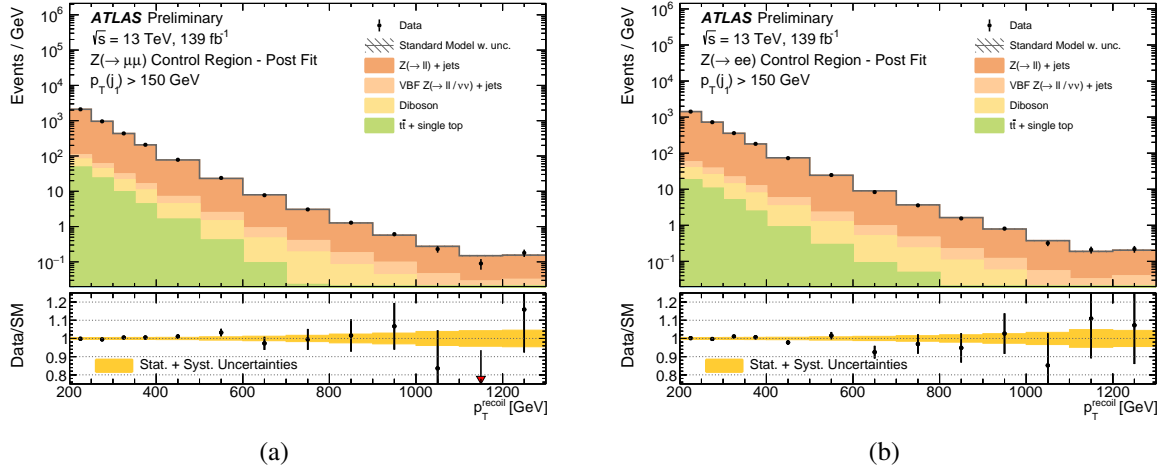 ATLAS Preliminary
√s = 13 TeV, 139 fb⁻¹
Z(→ μμ) Control Region - Post Fit
p_T(j_1) > 150 GeV
Data
Standard Model w. unc.
Z(→ ll) + jets
VBF Z(→ ll / νν) + jets
Diboson
tt̄ + single top
Events / GeV
10⁶
10⁵
10⁴
10³
10²
10
1
10⁻¹
Data/SM
1.2
1.1
1.0
0.9
0.8
Stat. + Syst. Uncertainties
200 400 600 800 1000 1200
p_T^recoil [GeV]
(a)
ATLAS Preliminary
√s = 13 TeV, 139 fb⁻¹
Z(→ ee) Control Region - Post Fit
p_T(j_1) > 150 GeV
Data
Standard Model w. unc.
Z(→ ll) + jets
VBF Z(→ ll / νν) + jets
Diboson
tt̄ + single top
Events / GeV
10⁶
10⁵
10⁴
10³
10²
10
1
10⁻¹
Data/SM
1.2
1.1
1.0
0.9
0.8
Stat. + Syst. Uncertainties
200 400 600 800 1000 1200
p_T^recoil [GeV]
(b)